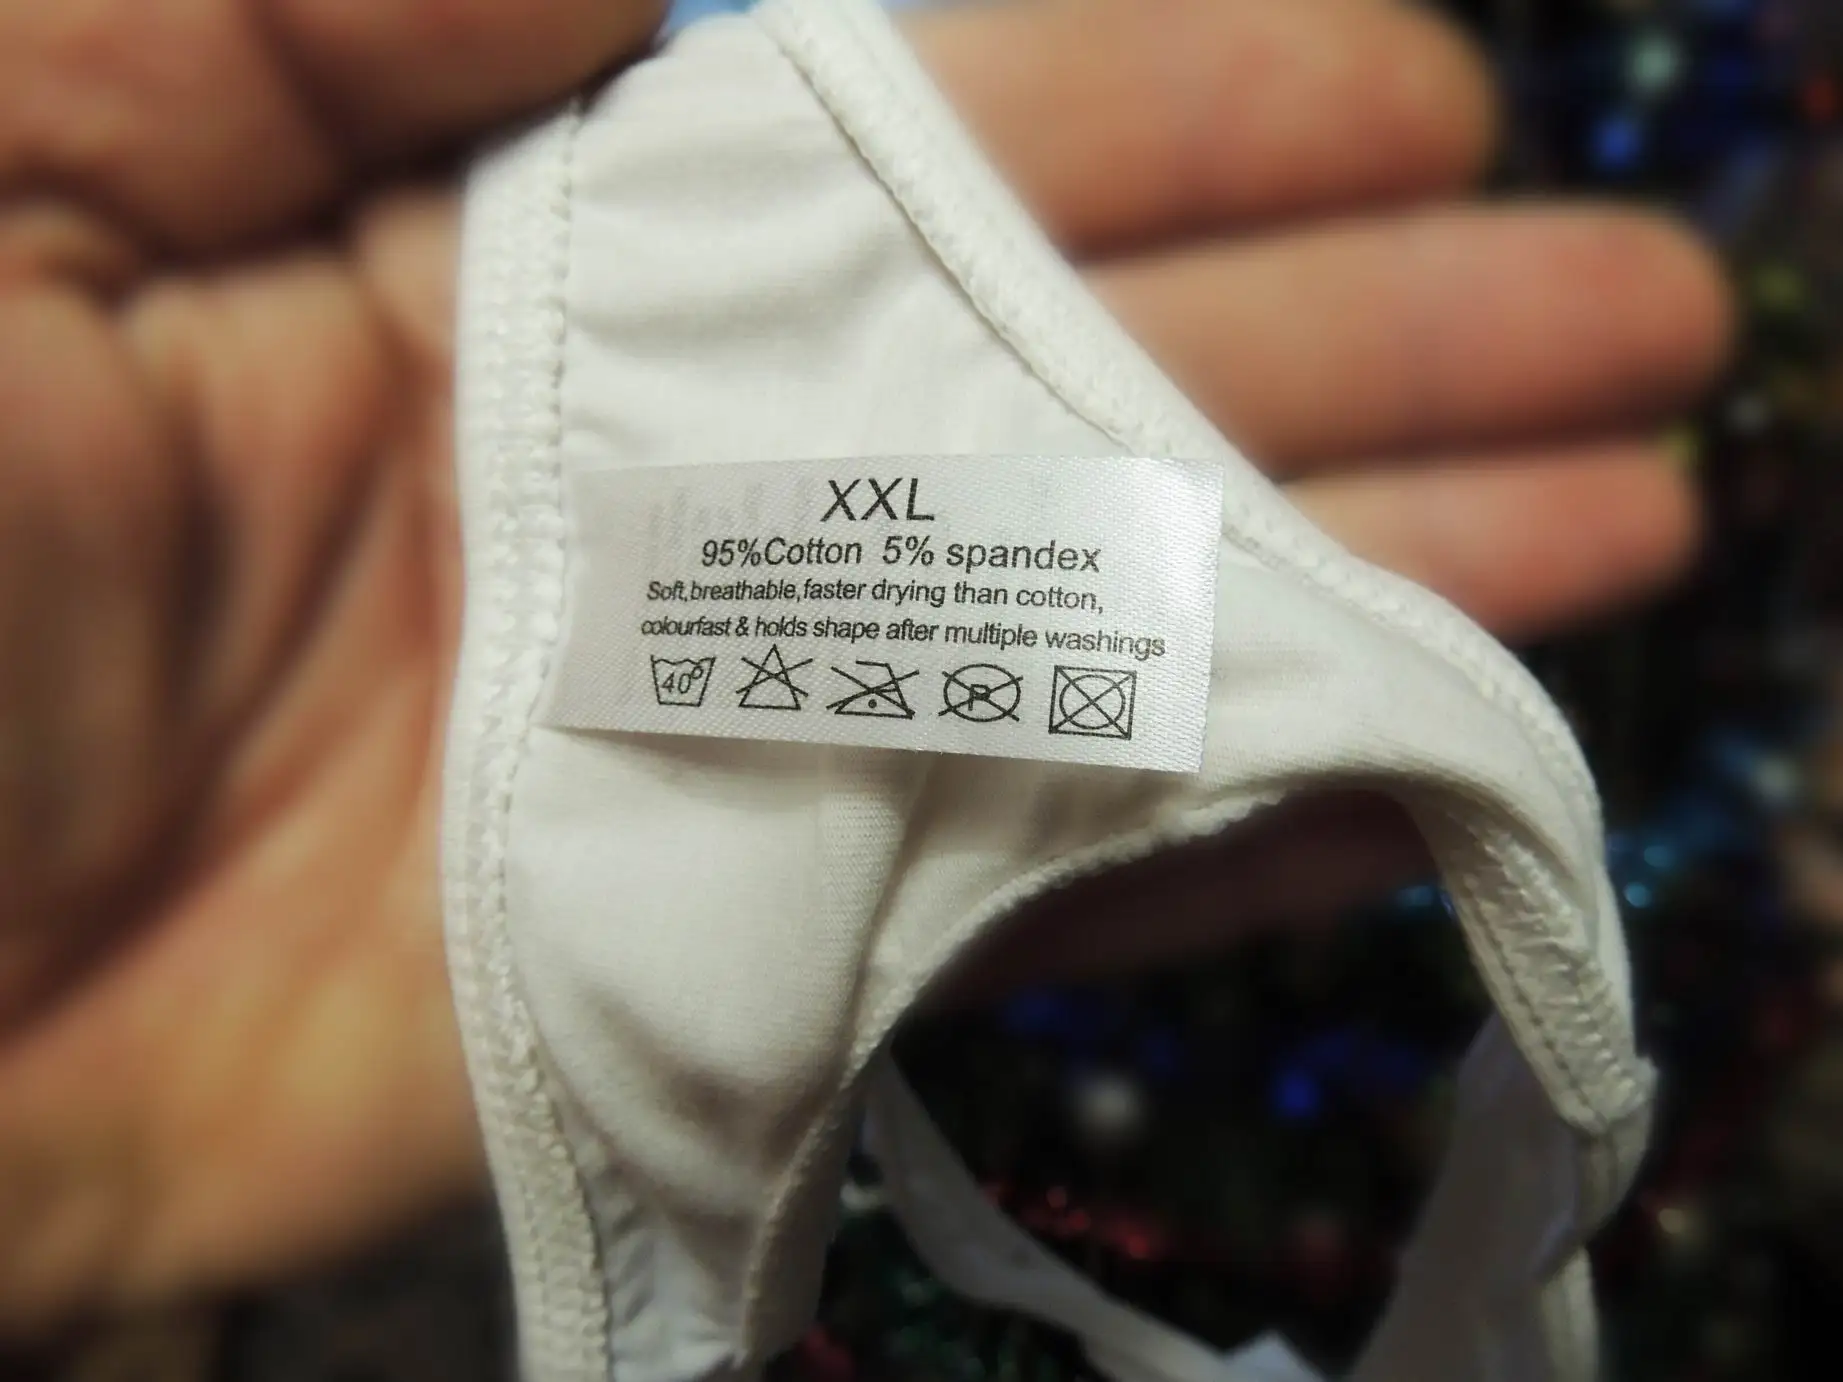 XXL
95%Cotton 5% spandex
Soft,breathable,faster drying than cotton,
colourfast & holds shape after multiple washings
40° P